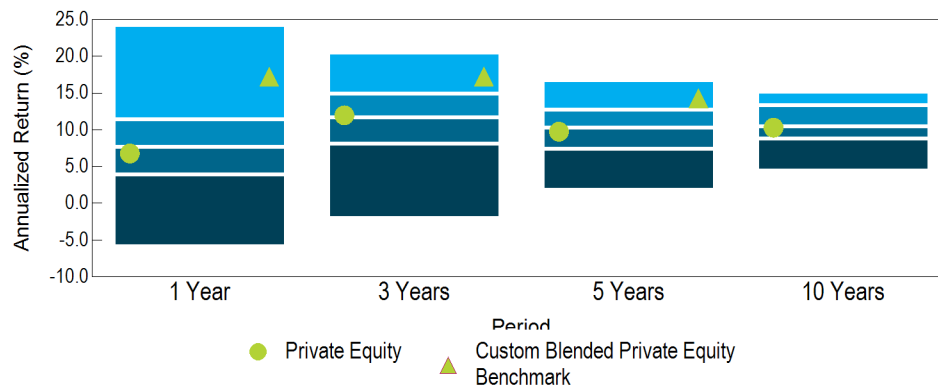 Annualized Return (%)
25.0
20.0
15.0
10.0
5.0
0.0
-5.0
-10.0
1 Year
3 Years
5 Years
10 Years
Period
Private Equity
Custom Blended Private Equity
Benchmark